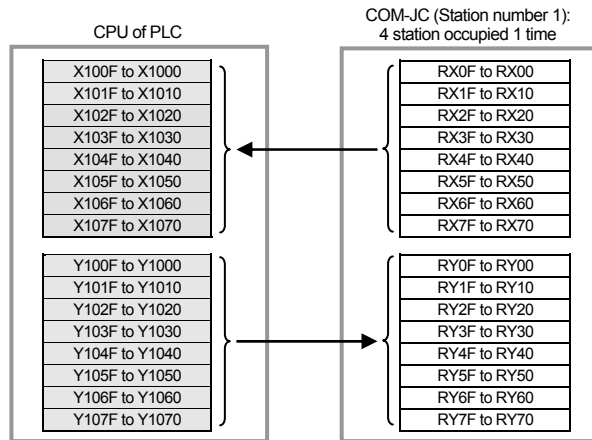 CPU of PLC
COM-JC (Station number 1):
4 station occupied 1 time
X100F to X1000
X101F to X1010
X102F to X1020
X103F to X1030
X104F to X1040
X105F to X1050
X106F to X1060
X107F to X1070
RX0F to RX00
RX1F to RX10
RX2F to RX20
RX3F to RX30
RX4F to RX40
RX5F to RX50
RX6F to RX60
RX7F to RX70
Y100F to Y1000
Y101F to Y1010
Y102F to Y1020
Y103F to Y1030
Y104F to Y1040
Y105F to Y1050
Y106F to Y1060
Y107F to Y1070
RY0F to RY00
RY1F to RY10
RY2F to RY20
RY3F to RY30
RY4F to RY40
RY5F to RY50
RY6F to RY60
RY7F to RY70